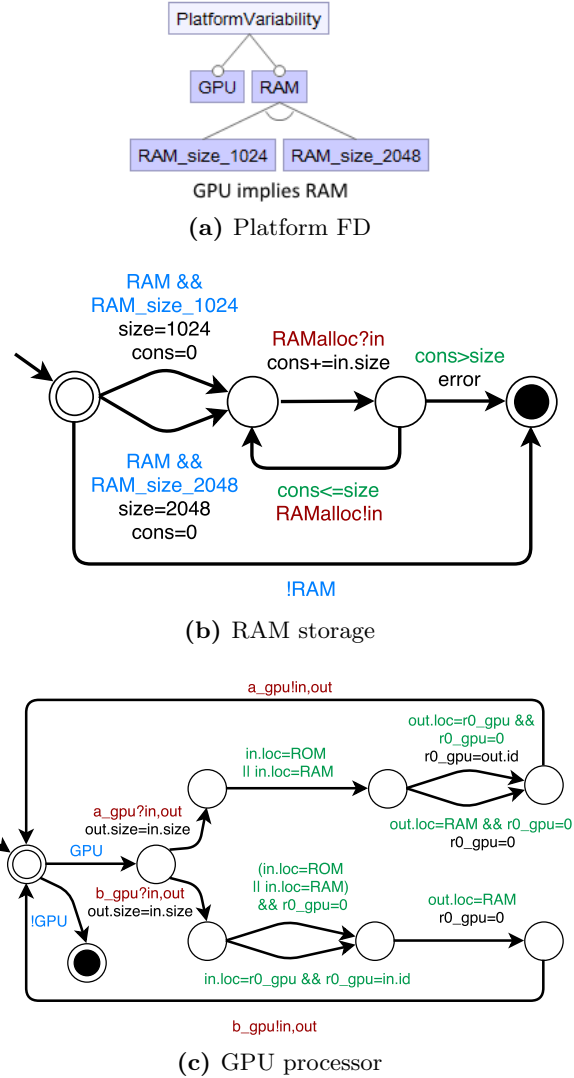 PlatformVariability
GPU
RAM
RAM_size_1024
RAM_size_2048
GPU implies RAM
(a) Platform FD
RAM &&
RAM_size_1024
size=1024
cons=0
RAMalloc?in
cons+=in.size
cons>size
error
RAM &&
RAM_size_2048
size=2048
cons=0
cons<=size
RAMalloc!in
!RAM
(b) RAM storage
a_gpu!in,out
out.loc=r0_gpu &&
r0_gpu=0
r0_gpu=out.id
in.loc=ROM
|| in.loc=RAM
a_gpu?in,out
out.size=in.size
out.loc=RAM && r0_gpu=0
r0_gpu=0
GPU
(in.loc=ROM
|| in.loc=RAM)
&& r0_gpu=0
b_gpu?in,out
out.size=in.size
out.loc=RAM
r0_gpu=0
!GPU
in.loc=r0_gpu && r0_gpu=in.id
b_gpu!in,out
(c) GPU processor